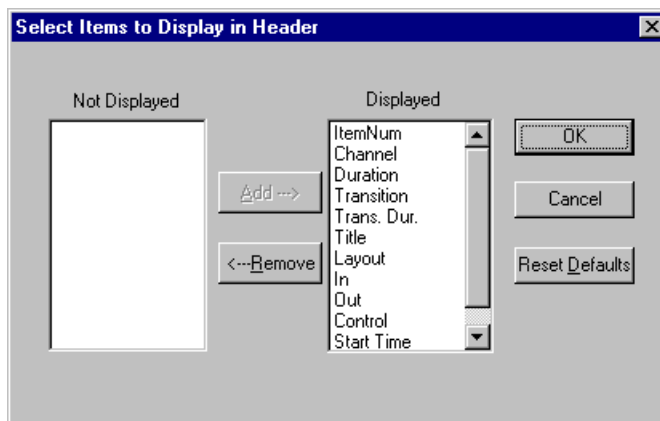 Select Items to Display in Header
Not Displayed
Displayed
ItemNum
Channel
Duration
Transition
Trans. Dur.
Title
Layout
In
Out
Control
Start Time
Add --->
<---Remove
OK
Cancel
Reset Defaults